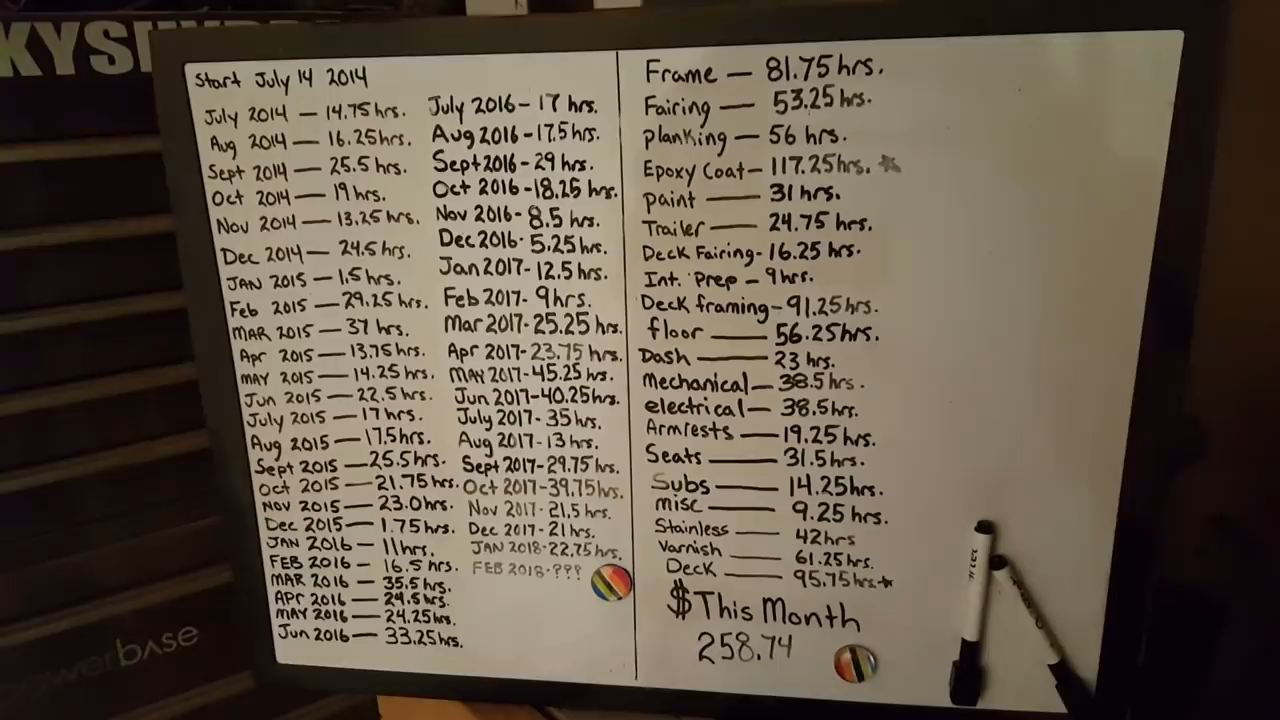 Start July 14 2014
July 2014 — 14.75 hrs.
Aug 2014 — 16.25 hrs.
Sept 2014 — 25.5 hrs.
Oct 2014 — 19 hrs.
Nov 2014 — 13.25 hrs.
Dec 2014 — 24.5 hrs.
JAN 2015 — 1.5 hrs.
Feb 2015 — 29.25 hrs.
MAR 2015 — 37 hrs.
Apr 2015 — 13.75 hrs.
MAY 2015 — 14.25 hrs.
Jun 2015 — 22.5 hrs.
July 2015 — 17 hrs.
Aug 2015 — 17.5 hrs.
Sept 2015 — 25.5 hrs.
Oct 2015 — 21.75 hrs.
Nov 2015 — 23.0 hrs.
Dec 2015 — 1.75 hrs.
JAN 2016 — 11 hrs.
FEB 2016 — 16.5 hrs.
MAR 2016 — 35.5 hrs.
APR 2016 — 24.5 hrs.
MAY 2016 — 24.25 hrs.
Jun 2016 — 33.25 hrs.
July 2016 - 17 hrs.
Aug 2016 - 17.5 hrs.
Sept 2016 - 29 hrs.
Oct 2016 - 18.25 hrs.
Nov 2016 - 8.5 hrs.
Dec 2016 - 5.25 hrs.
Jan 2017 - 12.5 hrs.
Feb 2017 - 9 hrs.
Mar 2017 - 25.25 hrs.
Apr 2017 - 23.75 hrs.
MAY 2017 - 45.25 hrs.
Jun 2017 - 40.25 hrs.
July 2017 - 35 hrs.
Aug 2017 - 13 hrs.
Sept 2017 - 29.75 hrs.
Oct 2017 - 39.75 hrs.
Nov 2017 - 21.5 hrs.
Dec 2017 - 21 hrs.
JAN 2018 - 22.75 hrs.
FEB 2018 - ???
Frame — 81.75 hrs.
Fairing — 53.25 hrs.
planking — 56 hrs.
Epoxy Coat — 117.25 hrs.
paint — 31 hrs.
Trailer — 24.75 hrs.
Deck Fairing - 16.25 hrs.
Int. Prep — 9 hrs.
Deck framing — 91.25 hrs.
floor — 56.25 hrs.
Dash — 23 hrs.
Mechanical — 38.5 hrs.
electrical — 38.5 hrs.
Armrests — 19.25 hrs.
Seats — 31.5 hrs.
Subs — 14.25 hrs.
misc — 9.25 hrs.
Stainless — 42 hrs
Varnish — 61.25 hrs.
Deck — 95.75 hrs.
$ This Month
258.74
powerbase